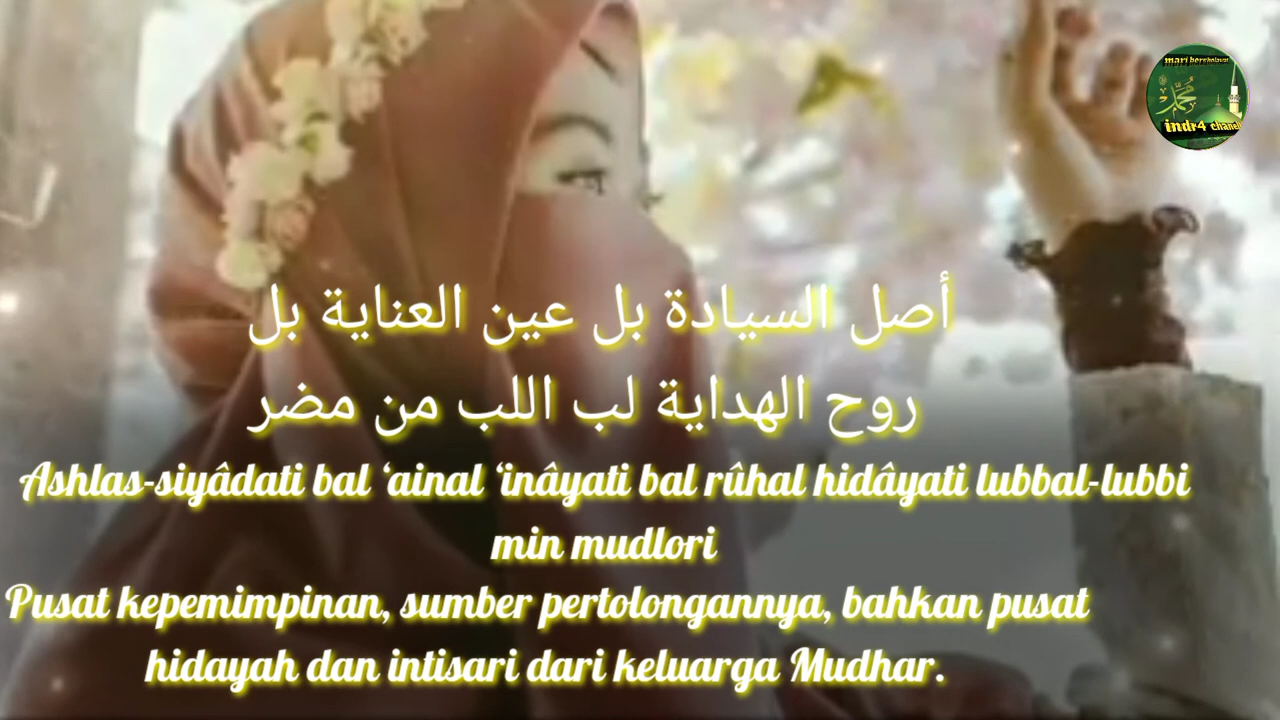 mari bersholawat
محمد
indr4 chanel
أصل السيادة بل عين العناية بل
روح الهداية لب اللب من مضر
Ashlas-siyâdati bal ‘ainal ‘inâyati bal rûhal hidâyati lubbal-lubbi
min mudlori
Pusat kepemimpinan, sumber pertolongannya, bahkan pusat
hidayah dan intisari dari keluarga Mudhar.